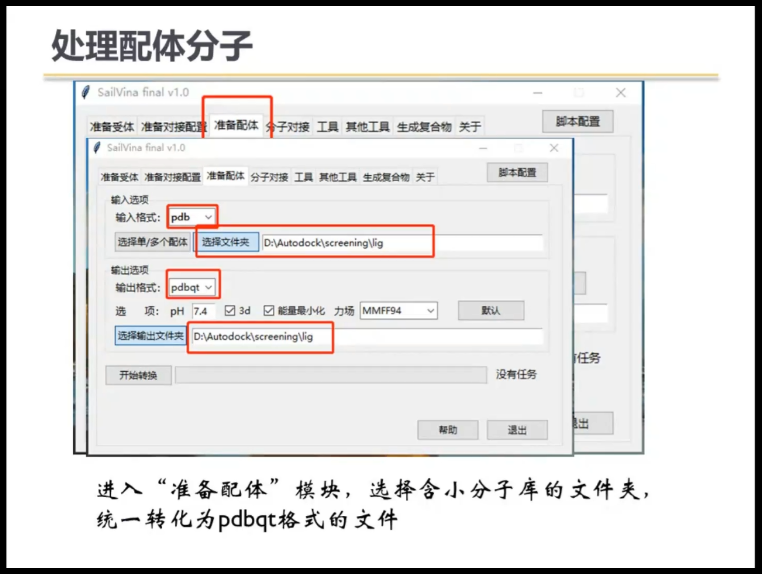 处理配体分子
SailVina final v1.0
准备受体 准备对接配置 准备配体 分子对接 工具 其他工具 生成复合物 关于
脚本配置
SailVina final v1.0
准备受体 准备对接配置 准备配体 分子对接 工具 其他工具 生成复合物 关于
脚本配置
输入选项
输入格式: pdb
选择单/多个配体 选择文件夹 D:\Autodock\screening\lig
输出选项
输出格式: pdbqt
选 项: pH 7.4 3d 能量最小化 力场 MMFF94 默认
选择输出文件夹 D:\Autodock\screening\lig
开始转换 没有任务
帮助 退出
有任务
退出
进入“准备配体”模块，选择含小分子库的文件夹，
统一转化为pdbqt格式的文件